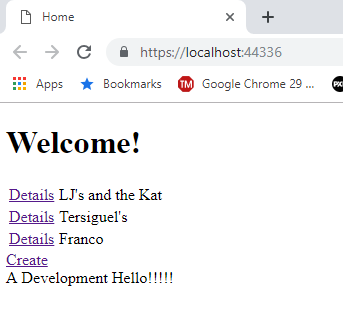 Home
https://localhost:44336
Apps Bookmarks TM Google Chrome 29 ...
Welcome!
Details LJ's and the Kat
Details Tersiguel's
Details Franco
Create
A Development Hello!!!!!